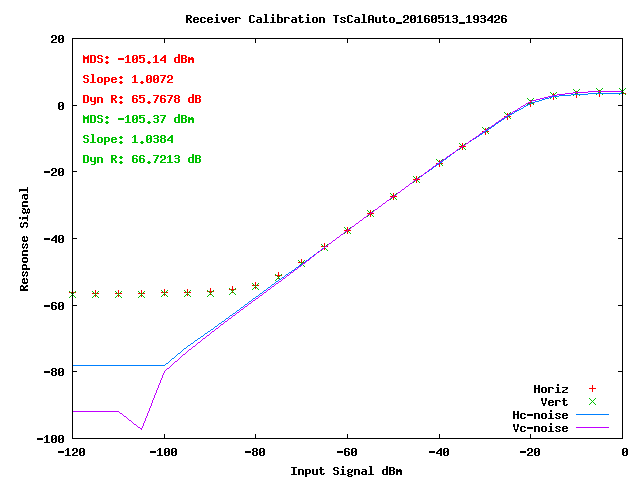 Receiver Calibration TsCalAuto_20160513_193426
MDS: -105.14 dBm
Slope: 1.0072
Dyn R: 65.7678 dB
MDS: -105.37 dBm
Slope: 1.0384
Dyn R: 66.7213 dB
20
0
-20
-40
-60
-80
-100
Response Signal
Horiz
Vert
Hc-noise
Vc-noise
-120 -100 -80 -60 -40 -20 0
Input Signal dBm